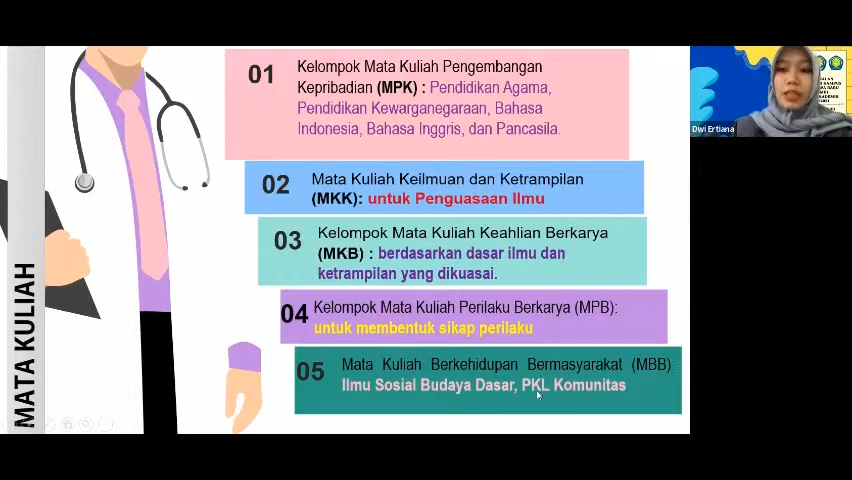 MATA KULIAH
01
Kelompok Mata Kuliah Pengembangan
Kepribadian (MPK) : Pendidikan Agama,
Pendidikan Kewarganegaraan, Bahasa
Indonesia, Bahasa Inggris, dan Pancasila.
02
Mata Kuliah Keilmuan dan Ketrampilan
(MKK): untuk Penguasaan Ilmu
03
Kelompok Mata Kuliah Keahlian Berkarya
(MKB) : berdasarkan dasar ilmu dan
ketrampilan yang dikuasai.
04
Kelompok Mata Kuliah Perilaku Berkarya (MPB):
untuk membentuk sikap perilaku
05
Mata Kuliah Berkehidupan Bermasyarakat (MBB):
Ilmu Sosial Budaya Dasar, PKL Komunitas
Dwi Ertiana